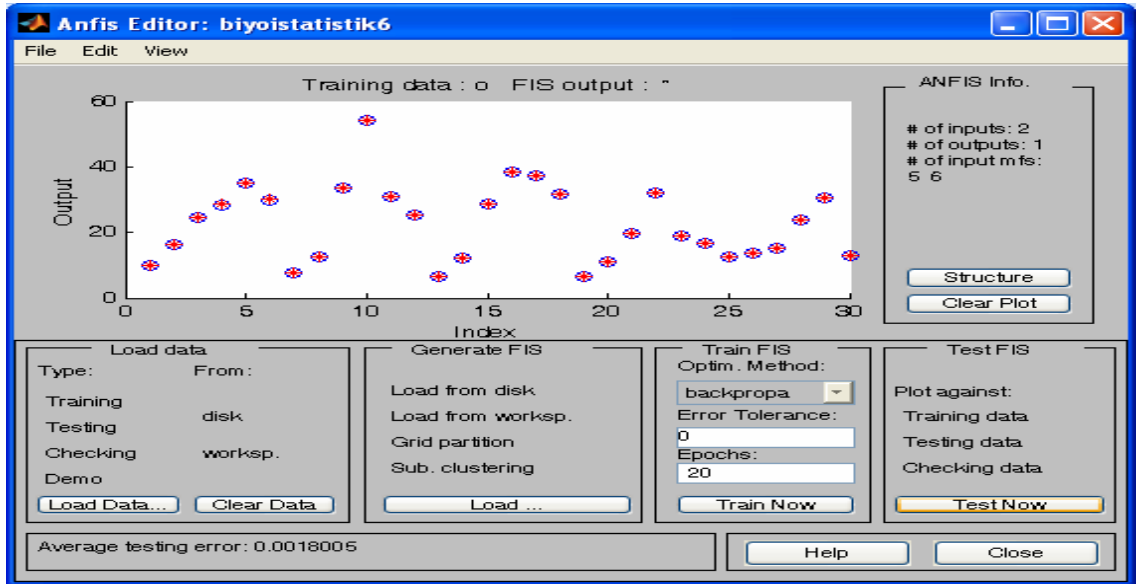 Anfis Editor: biyoistatistik6
File Edit View
Training data : o FIS output : *
ANFIS Info.
60
40
20
0
Output
0 5 10 15 20 25 30
Index
# of inputs: 2
# of outputs: 1
# of input mfs:
5 6
Structure
Clear Plot
Load data
Type: From:
Training
disk
Testing
Checking worksp.
Demo
Load Data... Clear Data
Generate FIS
Load from disk
Load from worksp.
Grid partition
Sub. clustering
Load ...
Train FIS
Optim. Method:
backpropa
Error Tolerance:
0
Epochs:
20
Train Now
Test FIS
Plot against:
Training data
Testing data
Checking data
Test Now
Average testing error: 0.0018005
Help Close